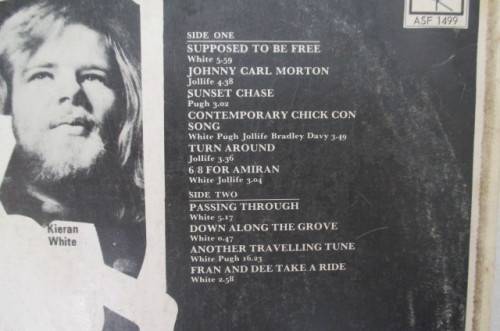 ASF 1499
SIDE ONE
SUPPOSED TO BE FREE
White 5.59
JOHNNY CARL MORTON
Jollife 4.38
SUNSET CHASE
Pugh 3.02
CONTEMPORARY CHICK CON
SONG
White Pugh Jollife Bradley Davy 3.49
TURN AROUND
Jollife 3.36
6 8 FOR AMIRAN
White Jollife 3.04
SIDE TWO
PASSING THROUGH
White 5.17
DOWN ALONG THE GROVE
White 0.47
ANOTHER TRAVELLING TUNE
White Pugh 16.23
FRAN AND DEE TAKE A RIDE
White 2.58
Kieran
White